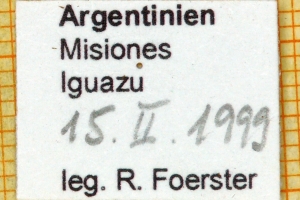 Argentinien
Misiones
Iguazu
15. II. 1999
leg. R. Foerster